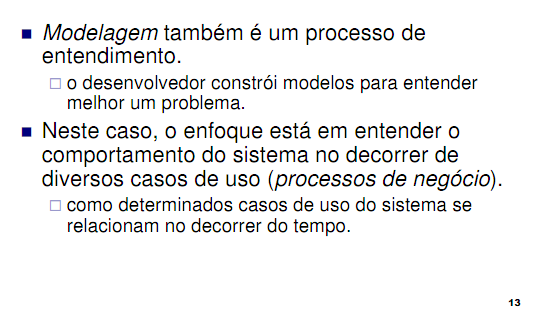 Modelagem também é um processo de
entendimento.
o desenvolvedor constrói modelos para entender
melhor um problema.
Neste caso, o enfoque está em entender o
comportamento do sistema no decorrer de
diversos casos de uso (processos de negócio).
como determinados casos de uso do sistema se
relacionam no decorrer do tempo.
13